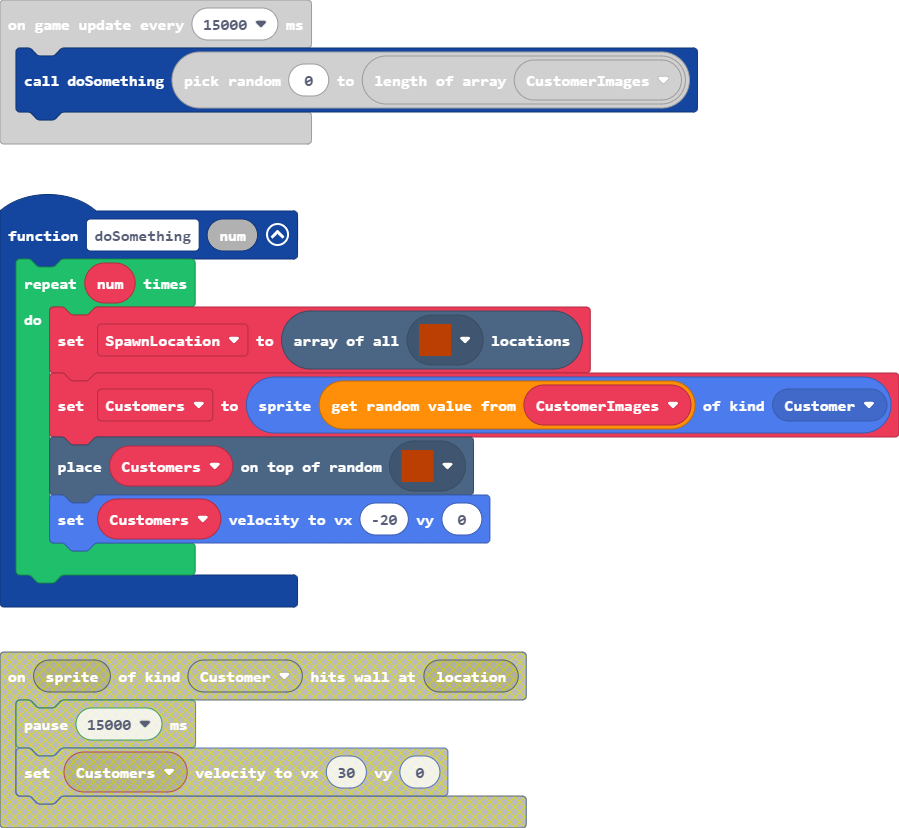 on game update every 15000 ms
call doSomething pick random 0 to length of array CustomerImages
function doSomething num
repeat num times
do
set SpawnLocation to array of all locations
set Customers to sprite get random value from CustomerImages of kind Customer
place Customers on top of random
set Customers velocity to vx -20 vy 0
on sprite of kind Customer hits wall at location
pause 15000 ms
set Customers velocity to vx 30 vy 0